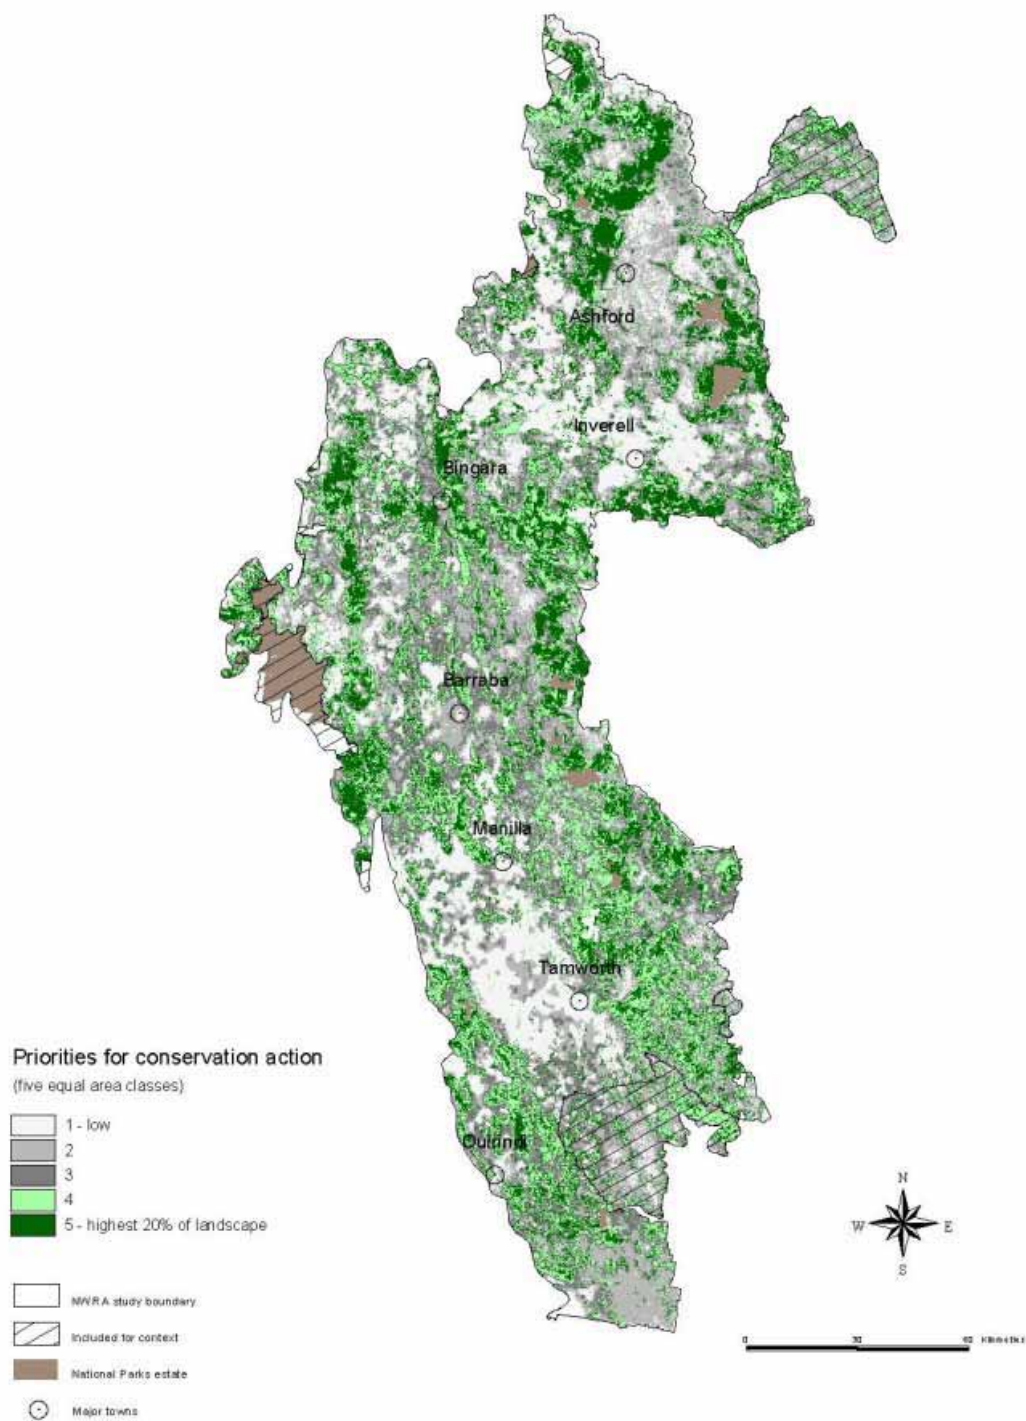 Ashford
Inverell
Bingara
Barraba
Manilla
Tamworth
Quirindi
Priorities for conservation action
(five equal area classes)
1 - low
2
3
4
5 - highest 20% of landscape
NWRA study boundary
Included for context
National Parks estate
Major towns
N
W E
S
0 30 60 Kilometers